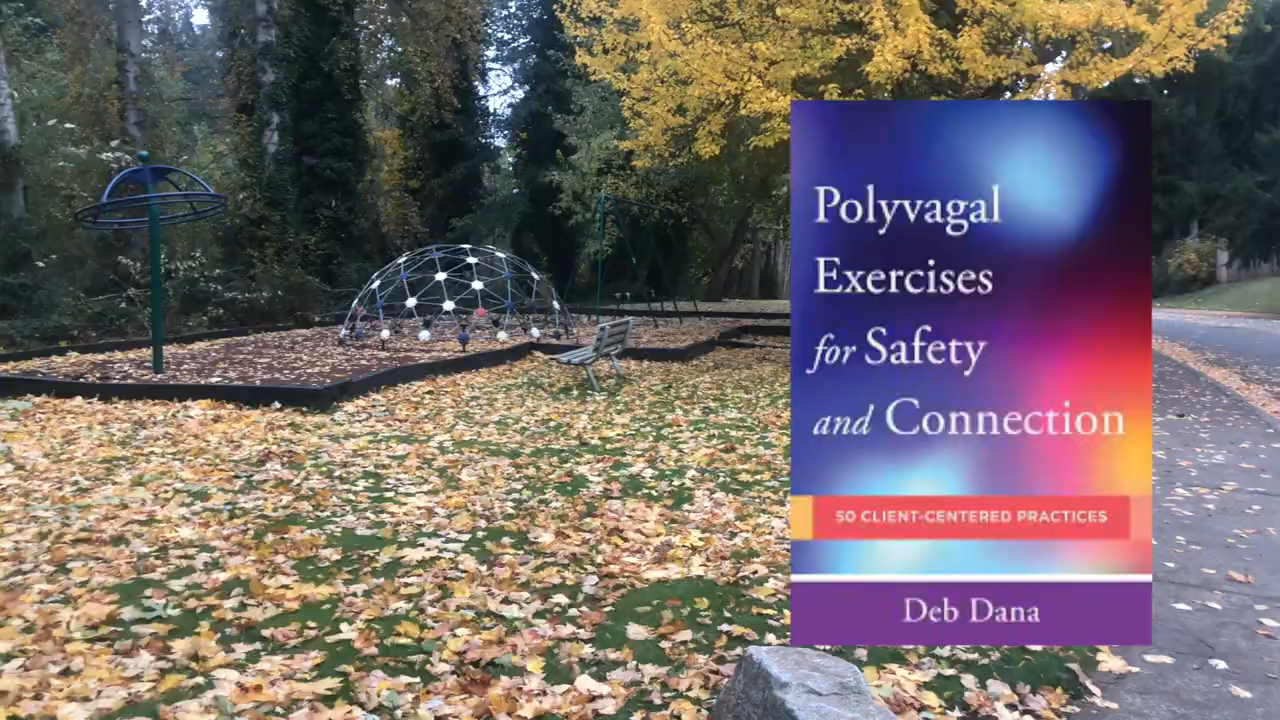 Polyvagal
Exercises
for Safety
and Connection
50 CLIENT-CENTERED PRACTICES
Deb Dana